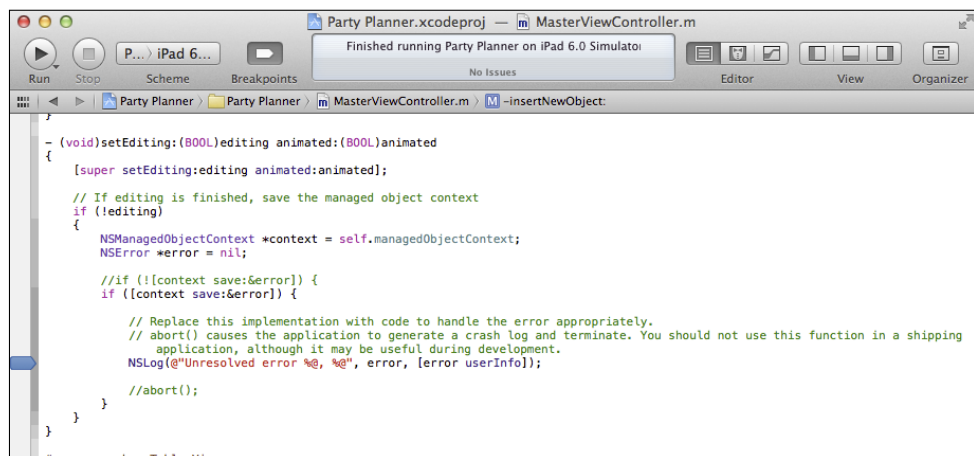 Party Planner.xcodeproj — m MasterViewController.m
P...〉iPad 6...
Finished running Party Planner on iPad 6.0 Simulator
No Issues
Run Stop Scheme Breakpoints Editor View Organizer
Party Planner 〉 Party Planner 〉 m MasterViewController.m 〉 M -insertNewObject:
}
- (void)setEditing:(BOOL)editing animated:(BOOL)animated
{
[super setEditing:editing animated:animated];
// If editing is finished, save the managed object context
if (!editing)
{
NSManagedObjectContext *context = self.managedObjectContext;
NSError *error = nil;
//if (![context save:&error]) {
if ([context save:&error]) {
// Replace this implementation with code to handle the error appropriately.
// abort() causes the application to generate a crash log and terminate. You should not use this function in a shipping
application, although it may be useful during development.
NSLog(@"Unresolved error %@, %@", error, [error userInfo]);
//abort();
}
}
}